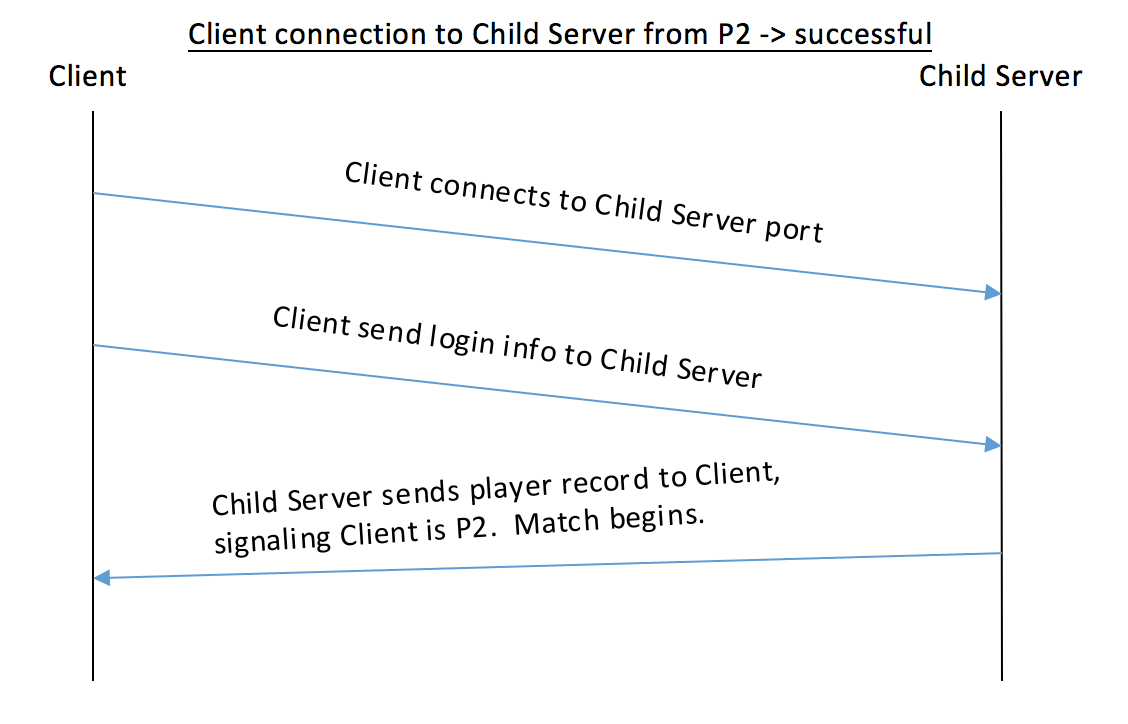 Client connection to Child Server from P2 -> successful
Client
Child Server
Client connects to Child Server port
Client send login info to Child Server
Child Server sends player record to Client,
signaling Client is P2.  Match begins.